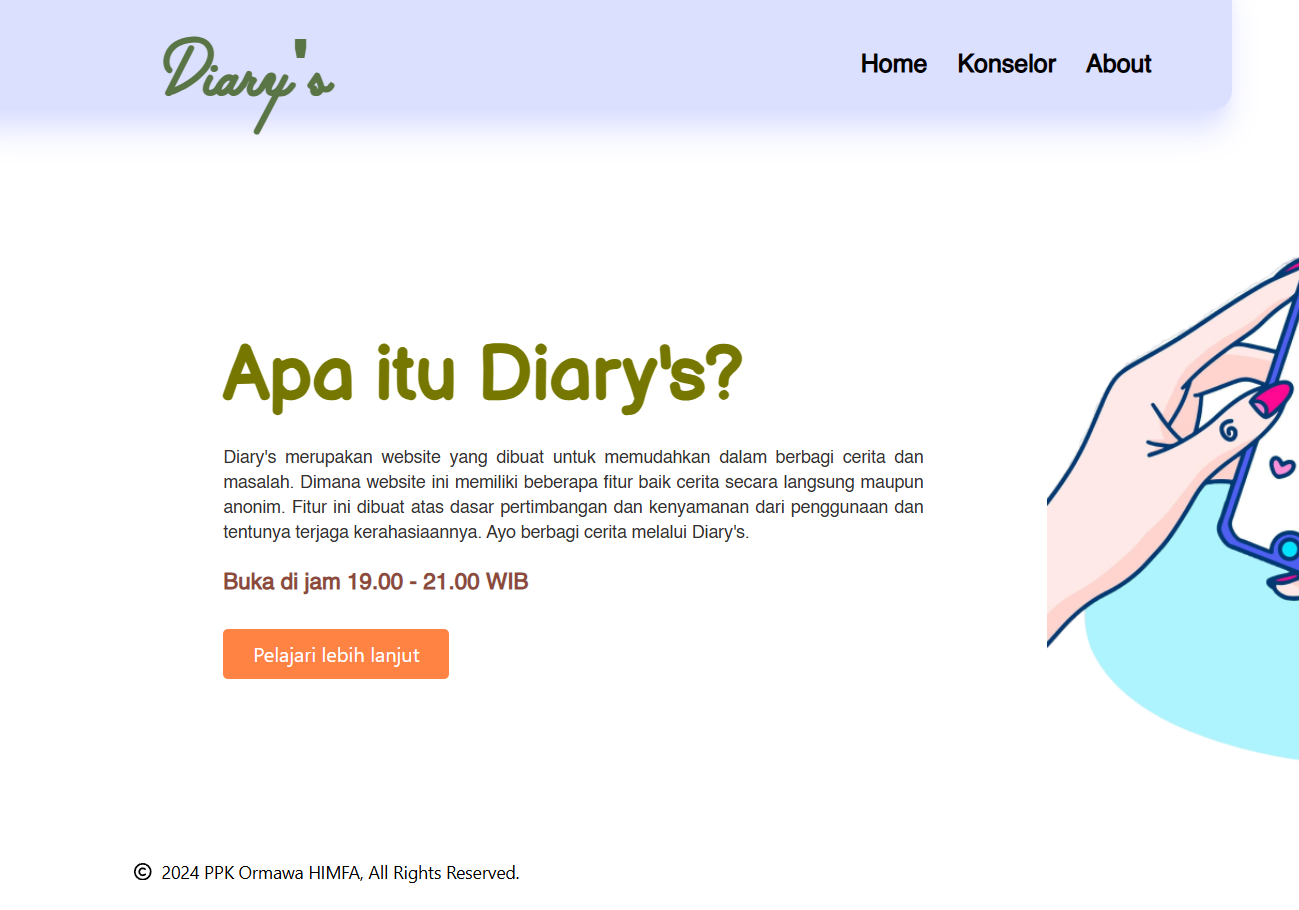 Diary's
Home Konselor About
Apa itu Diary's?
Diary's merupakan website yang dibuat untuk memudahkan dalam berbagi cerita dan
masalah. Dimana website ini memiliki beberapa fitur baik cerita secara langsung maupun
anonim. Fitur ini dibuat atas dasar pertimbangan dan kenyamanan dari penggunaan dan
tentunya terjaga kerahasiaannya. Ayo berbagi cerita melalui Diary's.
Buka di jam 19.00 - 21.00 WIB
Pelajari lebih lanjut
© 2024 PPK Ormawa HIMFA, All Rights Reserved.